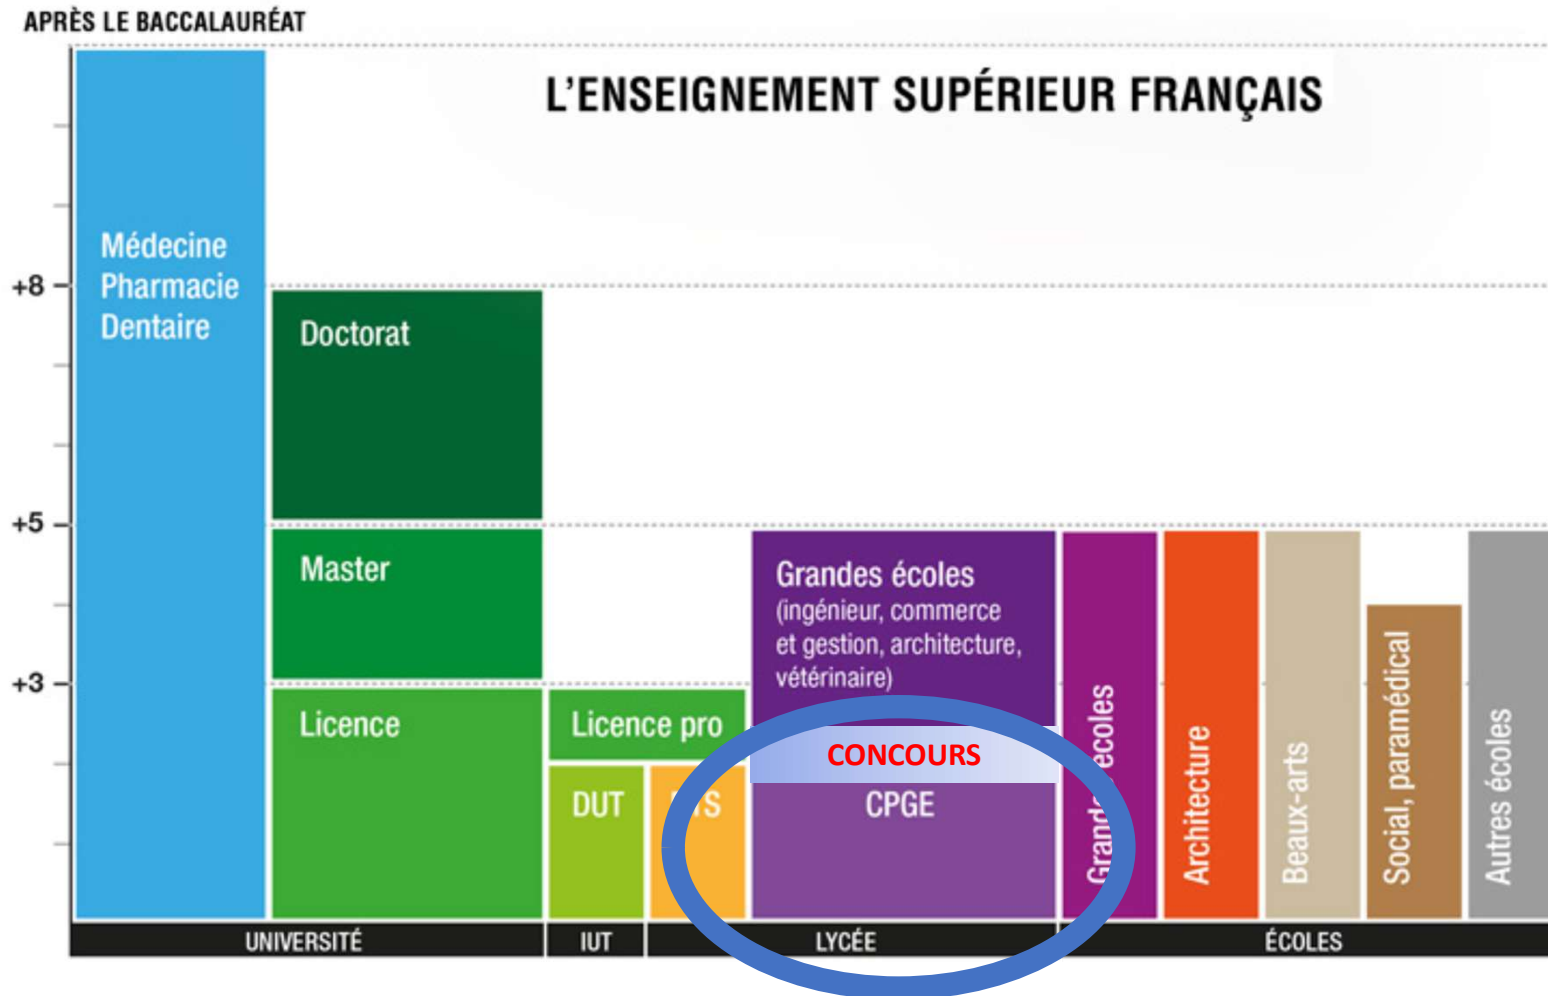 APRÈS LE BACCALAURÉAT
L'ENSEIGNEMENT SUPÉRIEUR FRANÇAIS
+8
+5
+3
Médecine
Pharmacie
Dentaire
Doctorat
Master
Licence
Licence pro
DUT
Grandes écoles
(ingénieur, commerce
et gestion, architecture,
vétérinaire)
CONCOURS
CPGE
Grandes écoles
Architecture
Beaux-arts
Social, paramédical
Autres écoles
UNIVERSITÉ
IUT
LYCÉE
ÉCOLES